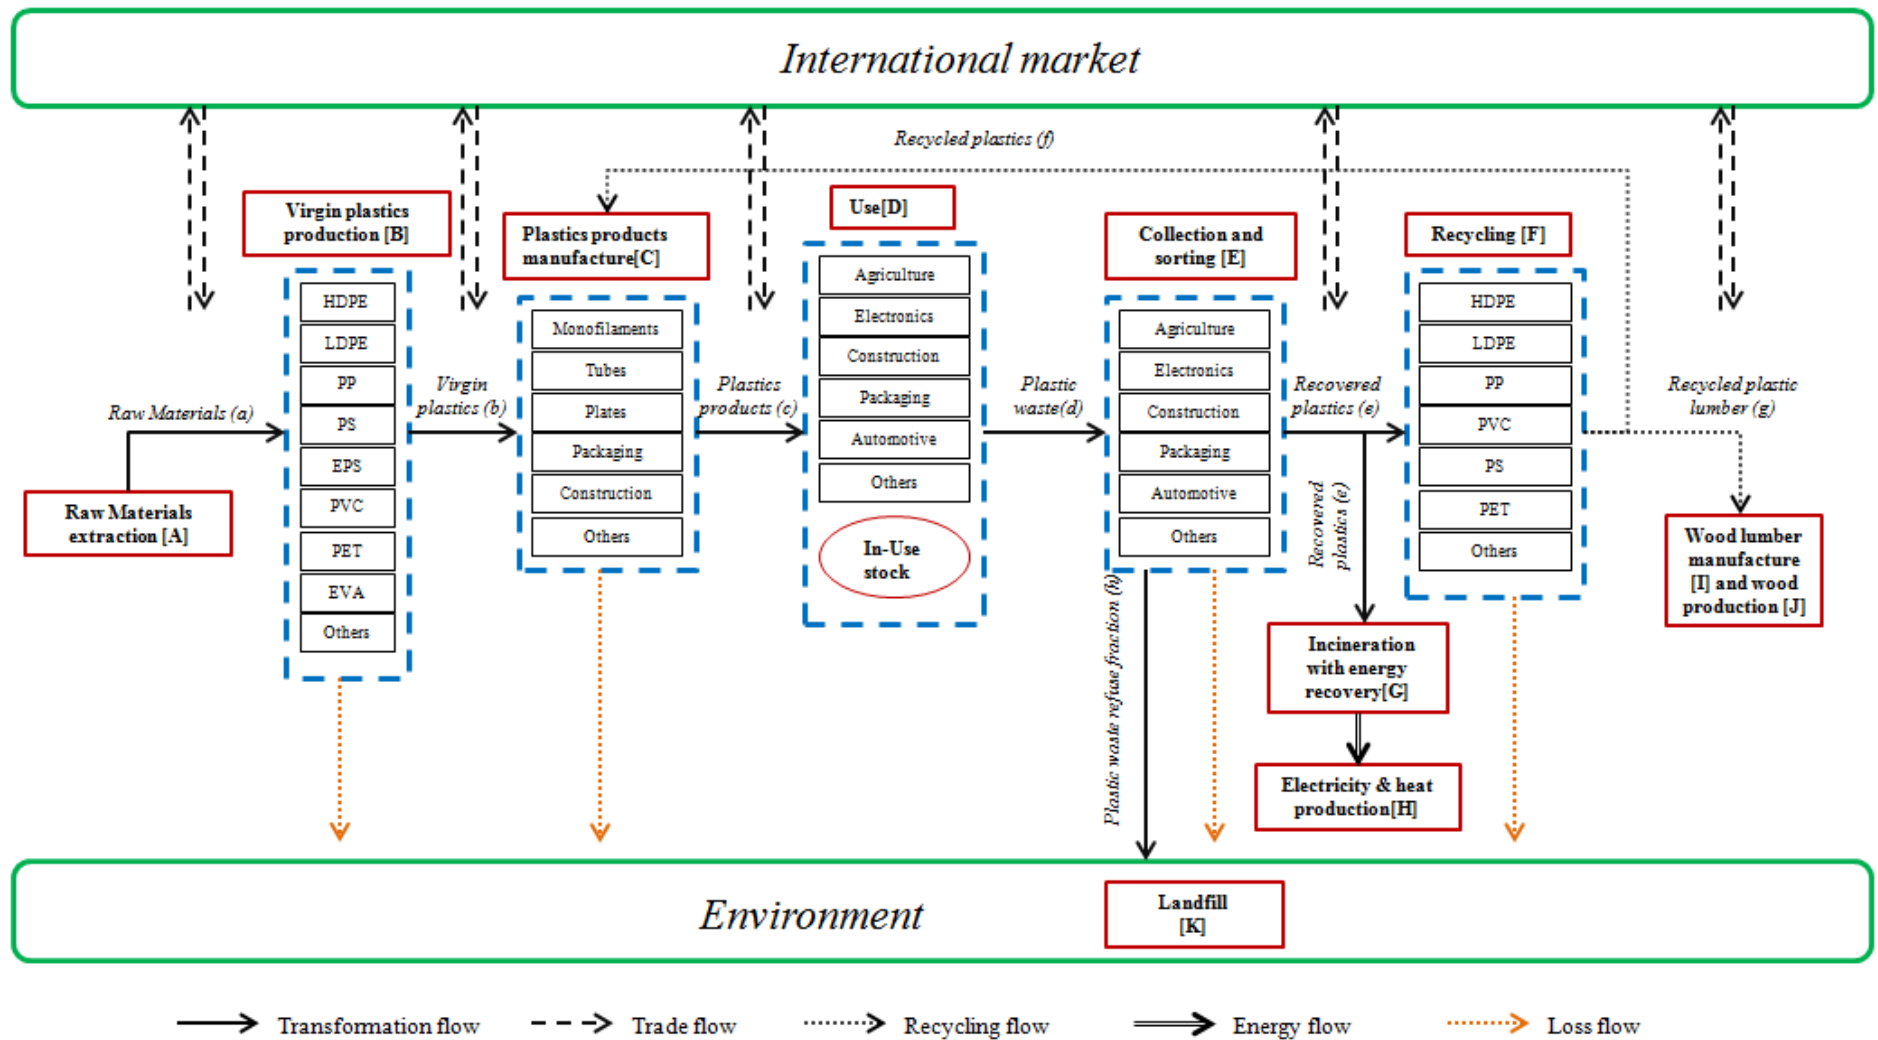 International market
Recycled plastics (f)
Virgin plastics
production [B]
Plastics products
manufacture[C]
Use[D]
Collection and
sorting [E]
Recycling [F]
Raw Materials (a)
Raw Materials
extraction [A]
HDPE
LDPE
PP
PS
EPS
PVC
PET
EVA
Others
Virgin
plastics (b)
Monofilaments
Tubes
Plates
Packaging
Construction
Others
Plastics
products (c)
Agriculture
Electronics
Construction
Packaging
Automotive
Others
In-Use
stock
Plastic
waste(d)
Agriculture
Electronics
Construction
Packaging
Automotive
Others
Recovered
plastics (e)
Recovered
plastics (e)
Plastic waste refuse fraction (h)
HDPE
LDPE
PP
PVC
PS
PET
Others
Recycled plastic
lumber (g)
Wood lumber
manufacture
[I] and wood
production [J]
Incineration
with energy
recovery[G]
Electricity & heat
production[H]
Environment
Landfill
[K]
Transformation flow
Trade flow
Recycling flow
Energy flow
Loss flow